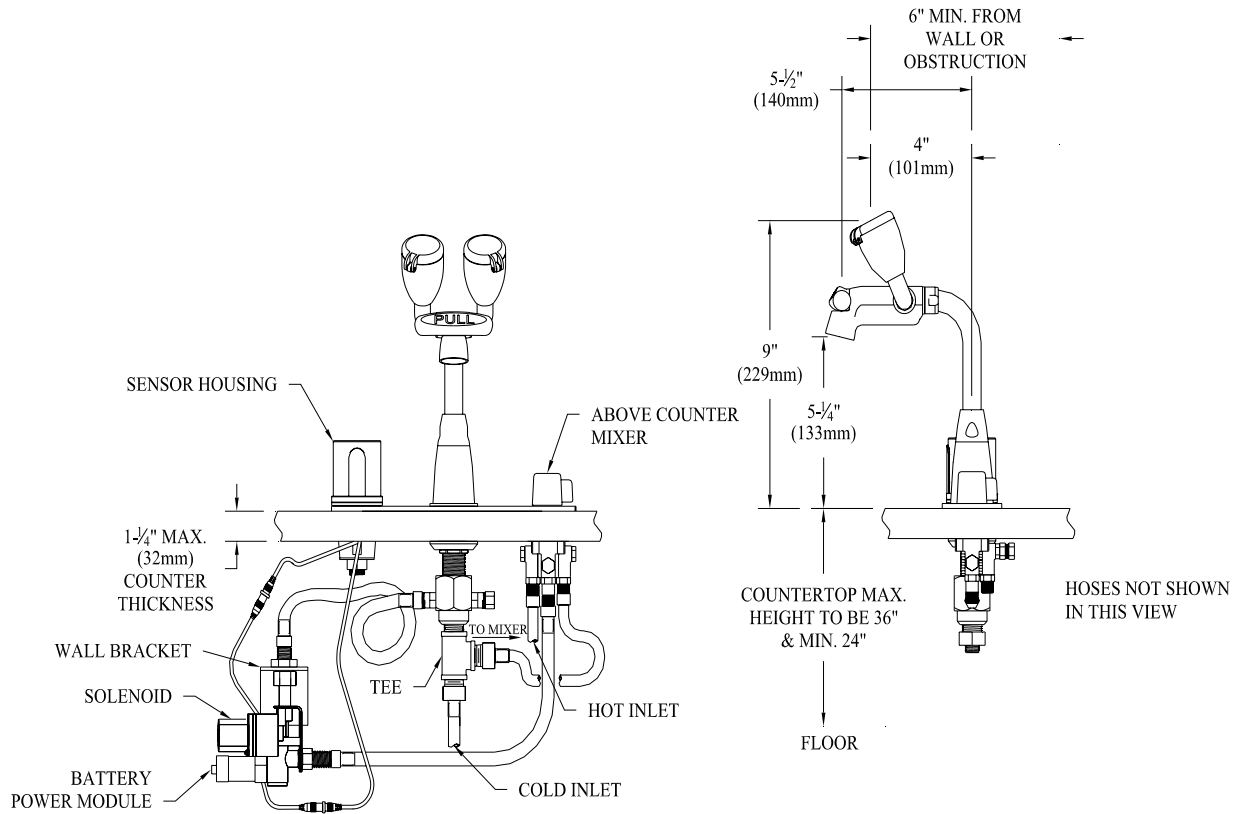 6" MIN. FROM
WALL OR
OBSTRUCTION
5-½"
(140mm)
4"
(101mm)
PULL
SENSOR HOUSING
ABOVE COUNTER
MIXER
9"
(229mm)
5-¼"
(133mm)
1-¼" MAX.
(32mm)
COUNTER
THICKNESS
COUNTERTOP MAX.
HEIGHT TO BE 36"
& MIN. 24"
HOSES NOT SHOWN
IN THIS VIEW
TO MIXER
WALL BRACKET
TEE
SOLENOID
HOT INLET
FLOOR
BATTERY
POWER MODULE
COLD INLET